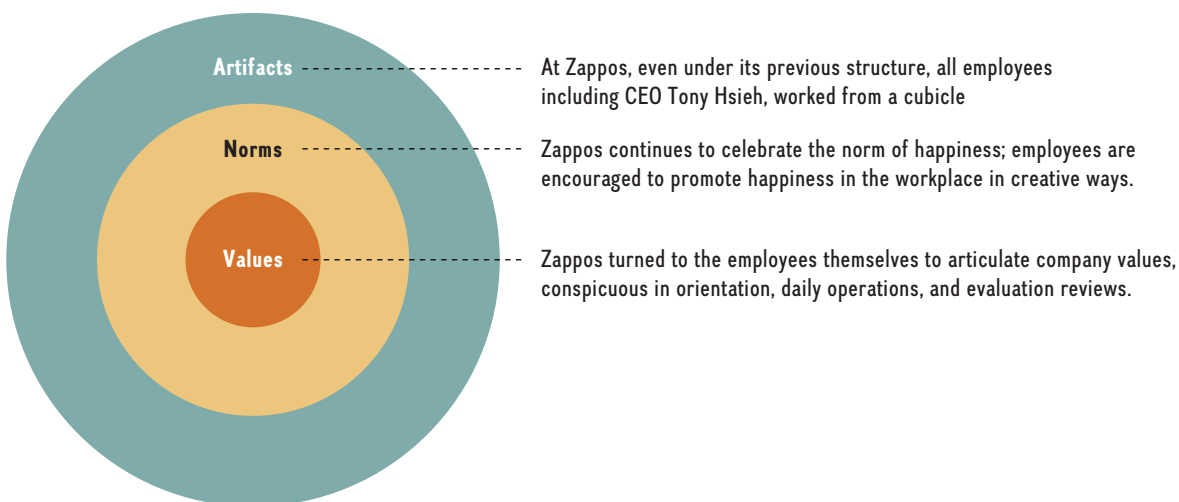 Artifacts
At Zappos, even under its previous structure, all employees
including CEO Tony Hsieh, worked from a cubicle
Norms
Zappos continues to celebrate the norm of happiness; employees are
encouraged to promote happiness in the workplace in creative ways.
Values
Zappos turned to the employees themselves to articulate company values,
conspicuous in orientation, daily operations, and evaluation reviews.